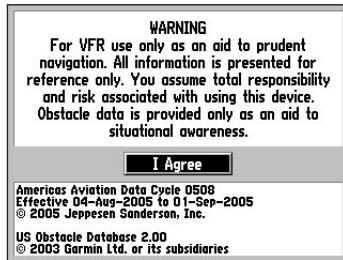 WARNING
For VFR use only as an aid to prudent
navigation. All information is presented for
reference only. You assume total responsibility
and risk associated with using this device.
Obstacle data is provided only as an aid to
situational awareness.
I Agree
Americas Aviation Data Cycle 0508
Effective 04-Aug-2005 to 01-Sep-2005
© 2005 Jeppesen Sanderson, Inc.
US Obstacle Database 2.00
© 2003 Garmin Ltd. or its subsidiaries